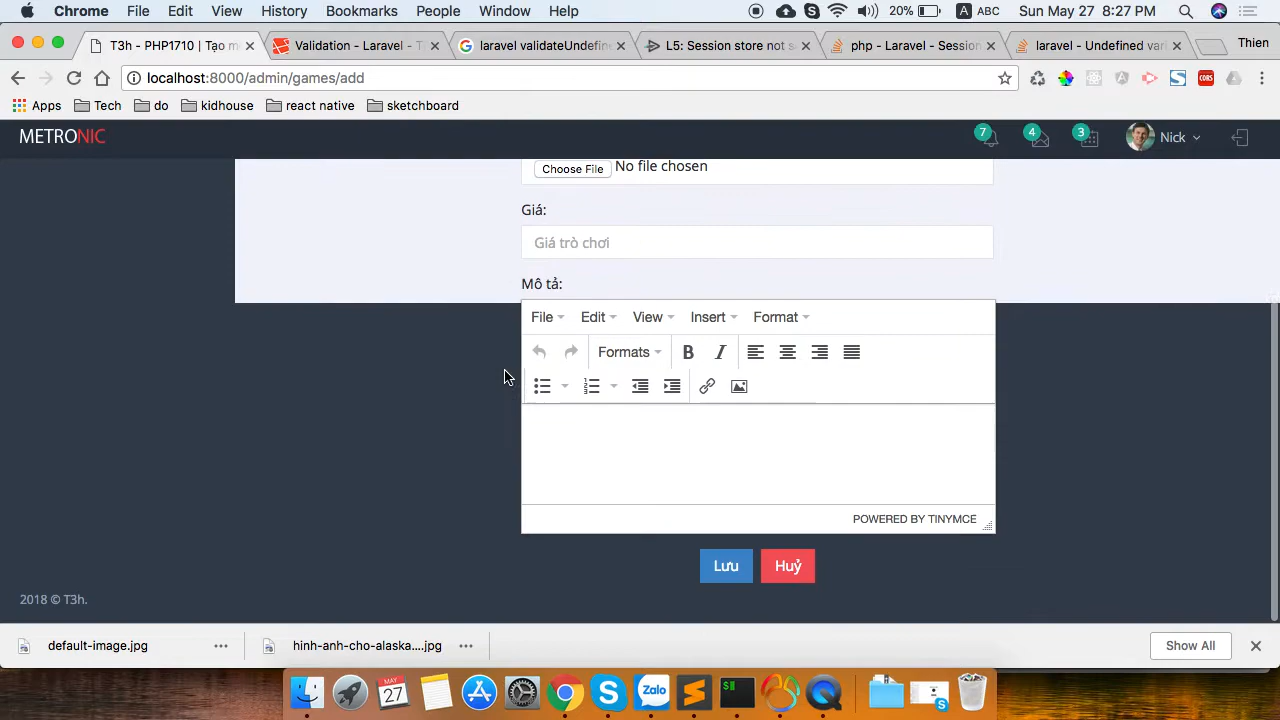 Chrome File Edit View History Bookmarks People Window Help 20% A ABC Sun May 27 8:27 PM
T3h - PHP1710 | Tạo m Validation - Laravel - T laravel validateUndefin L5: Session store not s php - Laravel - Session laravel - Undefined vari Thien
localhost:8000/admin/games/add
Apps Tech do kidhouse react native sketchboard
METRONIC 7 4 3 Nick
Choose File No file chosen
Giá:
Giá trò chơi
Mô tả:
File Edit View Insert Format
Formats B I
POWERED BY TINYMCE
Lưu Huỷ
2018 © T3h.
default-image.jpg hinh-anh-cho-alaska....jpg Show All
MAY
27 Zalo